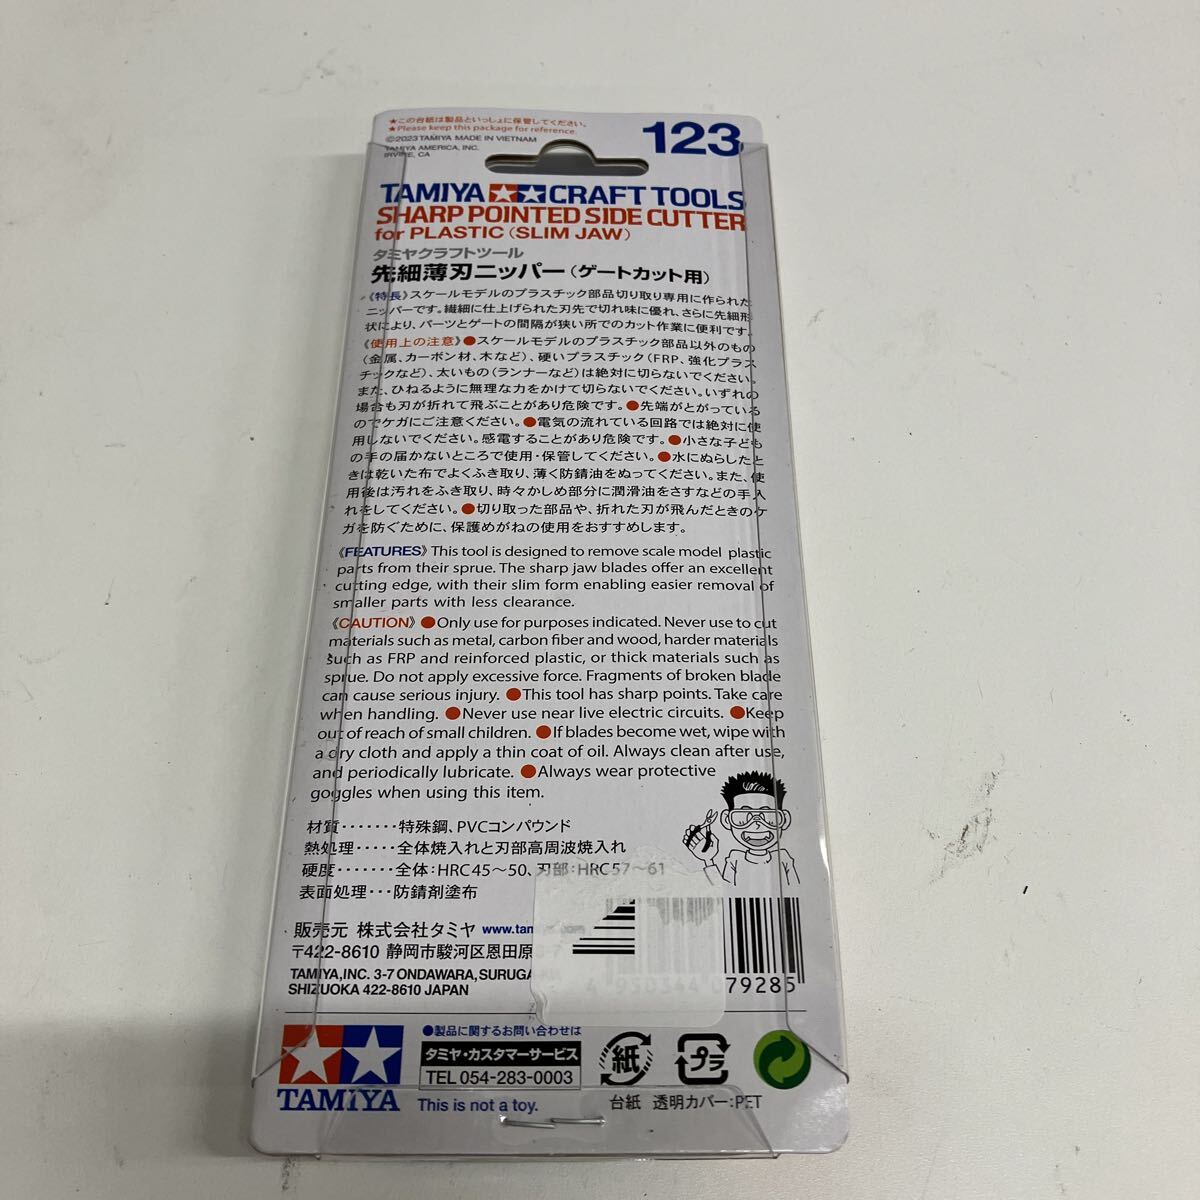 ★この台紙は製品といっしょに保管してください。
★Please keep this package for reference.
©2023 TAMIYA MADE IN VIETNAM
TAMIYA AMERICA, INC.
IRVINE, CA
123
TAMIYA CRAFT TOOLS
SHARP POINTED SIDE CUTTER
for PLASTIC (SLIM JAW)
タミヤクラフトツール
先細薄刃ニッパー(ゲートカット用)
《特長》スケールモデルのプラスチック部品切り取り専用に作られた
ニッパーです。繊細に仕上げられた刃先で切れ味に優れ、さらに先細形
状により、パーツとゲートの間隔が狭い所でのカット作業に便利です。
《使用上の注意》●スケールモデルのプラスチック部品以外のもの
(金属、カーボン材、木など)、硬いプラスチック(FRP、強化プラス
チックなど)、太いもの(ランナーなど)は絶対に切らないでください。
また、ひねるように無理な力をかけて切らないでください。いずれの
場合も刃が折れて飛ぶことがあり危険です。●先端がとがっている
のでケガにご注意ください。●電気の流れている回路では絶対に使
用しないでください。感電することがあり危険です。●小さな子ども
の手の届かないところで使用・保管してください。●水にぬらしたと
きは乾いた布でよくふき取り、薄く防錆油をぬってください。また、使
用後は汚れをふき取り、時々かしめ部分に潤滑油をさすなどの手入
れをしてください。●切り取った部品や、折れた刃が飛んだときのケ
ガを防ぐために、保護めがねの使用をおすすめします。
《FEATURES》This tool is designed to remove scale model plastic
parts from their sprue. The sharp jaw blades offer an excellent
cutting edge, with their slim form enabling easier removal of
smaller parts with less clearance.
《CAUTION》●Only use for purposes indicated. Never use to cut
materials such as metal, carbon fiber and wood, harder materials
such as FRP and reinforced plastic, or thick materials such as
sprue. Do not apply excessive force. Fragments of broken blade
can cause serious injury. ●This tool has sharp points. Take care
when handling. ●Never use near live electric circuits. ●Keep
out of reach of small children. ●If blades become wet, wipe with
a dry cloth and apply a thin coat of oil. Always clean after use,
and periodically lubricate. ●Always wear protective
goggles when using this item.
材質・・・・・・・特殊鋼、PVCコンパウンド
熱処理・・・・・全体焼入れと刃部高周波焼入れ
硬度・・・・・・・全体:HRC45〜50、刃部:HRC57〜61
表面処理・・・防錆剤塗布
販売元 株式会社タミヤ www.tam
〒422-8610 静岡市駿河区恩田原3-7
TAMIYA,INC. 3-7 ONDAWARA, SURUGA
SHIZUOKA 422-8610 JAPAN
4 950344 079285
●製品に関するお問い合わせは
タミヤ・カスタマーサービス
TEL 054-283-0003
TAMIYA
This is not a toy.
紙
プラ
台紙 透明カバー:PET